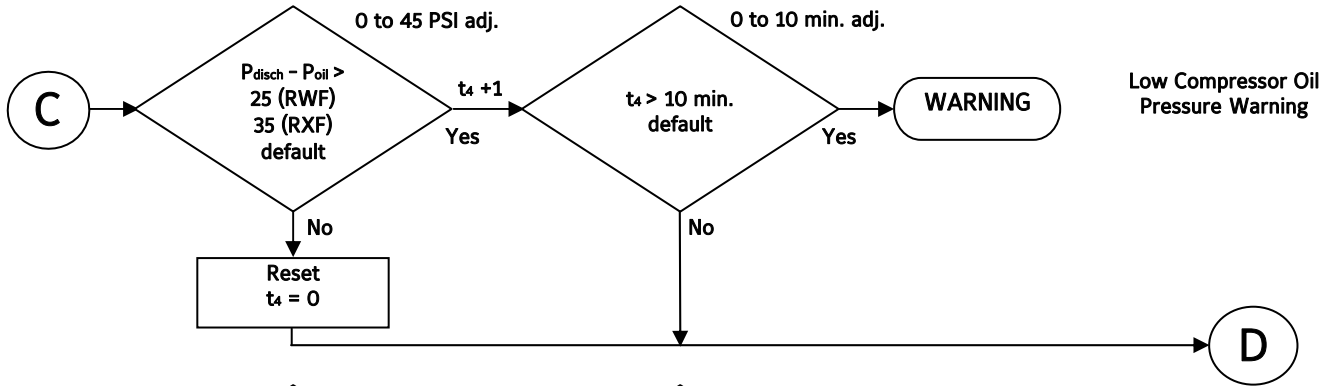 0 to 45 PSI adj.
0 to 10 min. adj.
C
Pdisch – Poil >
25 (RWF)
35 (RXF)
default
t4 +1
Yes
t4 > 10 min.
default
Yes
WARNING
Low Compressor Oil
Pressure Warning
No
No
Reset
t4 = 0
D